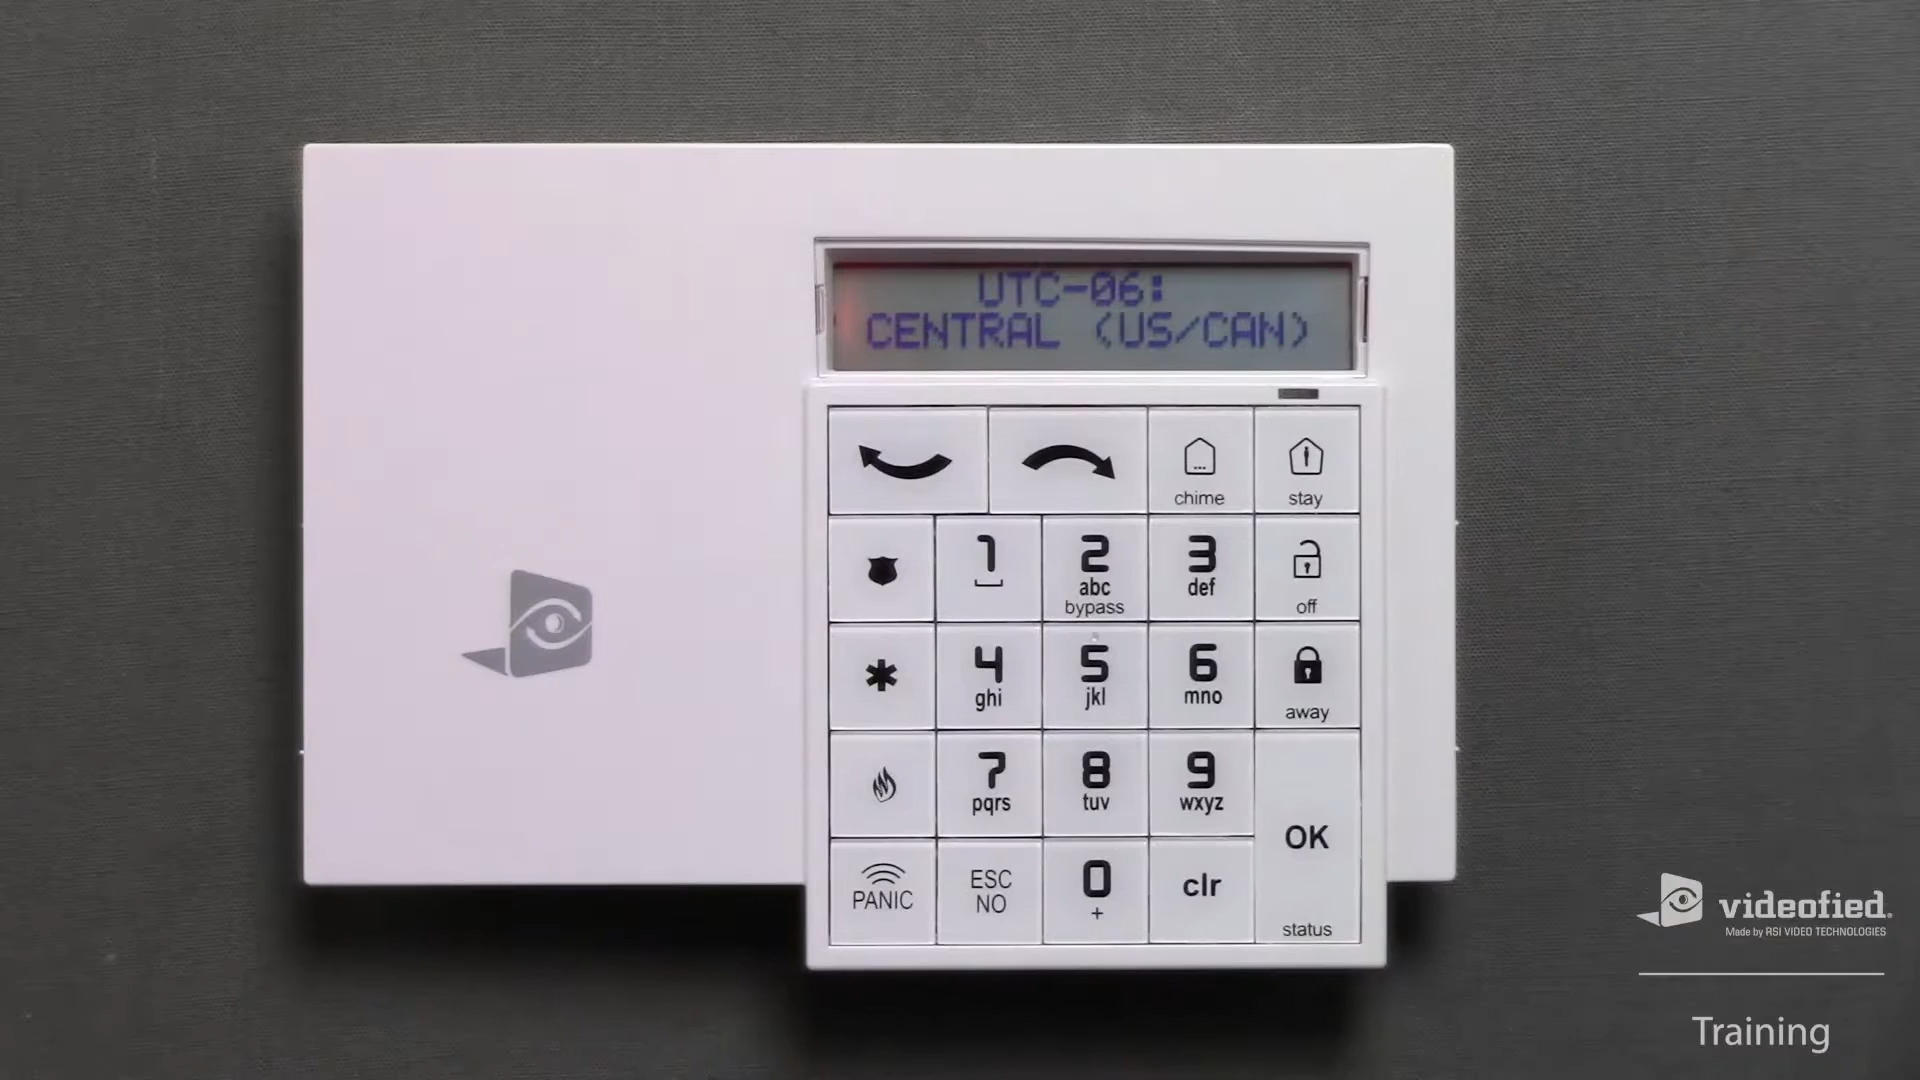 UTC-06:
CENTRAL (US/CAN)
chime
stay
1
2
abc
bypass
3
def
off
*
4
ghi
5
jkl
6
mno
away
7
pqrs
8
tuv
9
wxyz
OK
status
PANIC
ESC
NO
0
+
clr
videofied®
Made by RSI VIDEO TECHNOLOGIES
Training